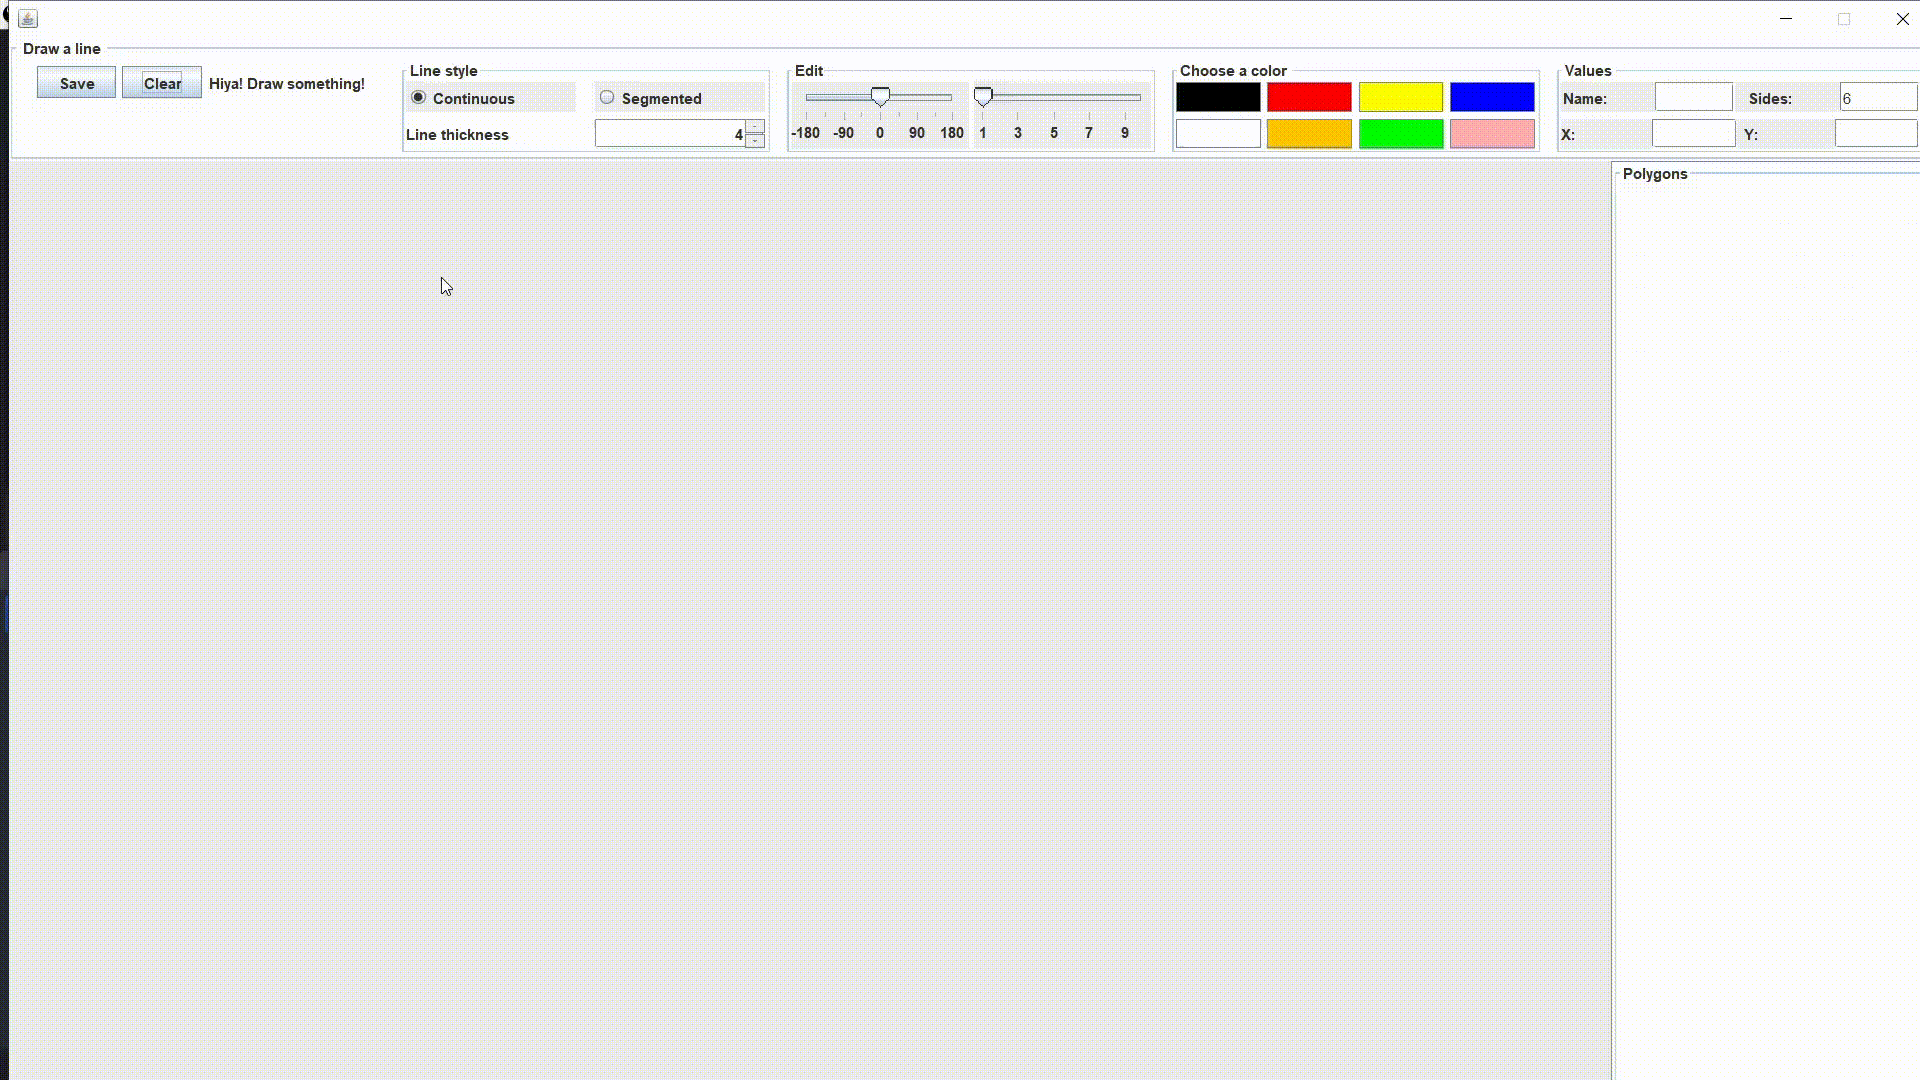 Draw a line
Save Clear Hiya! Draw something!
Line style
Continuous Segmented
Line thickness 4
Edit
-180 -90 0 90 180 1 3 5 7 9
Choose a color
Values
Name: Sides: 6
X: Y:
Polygons